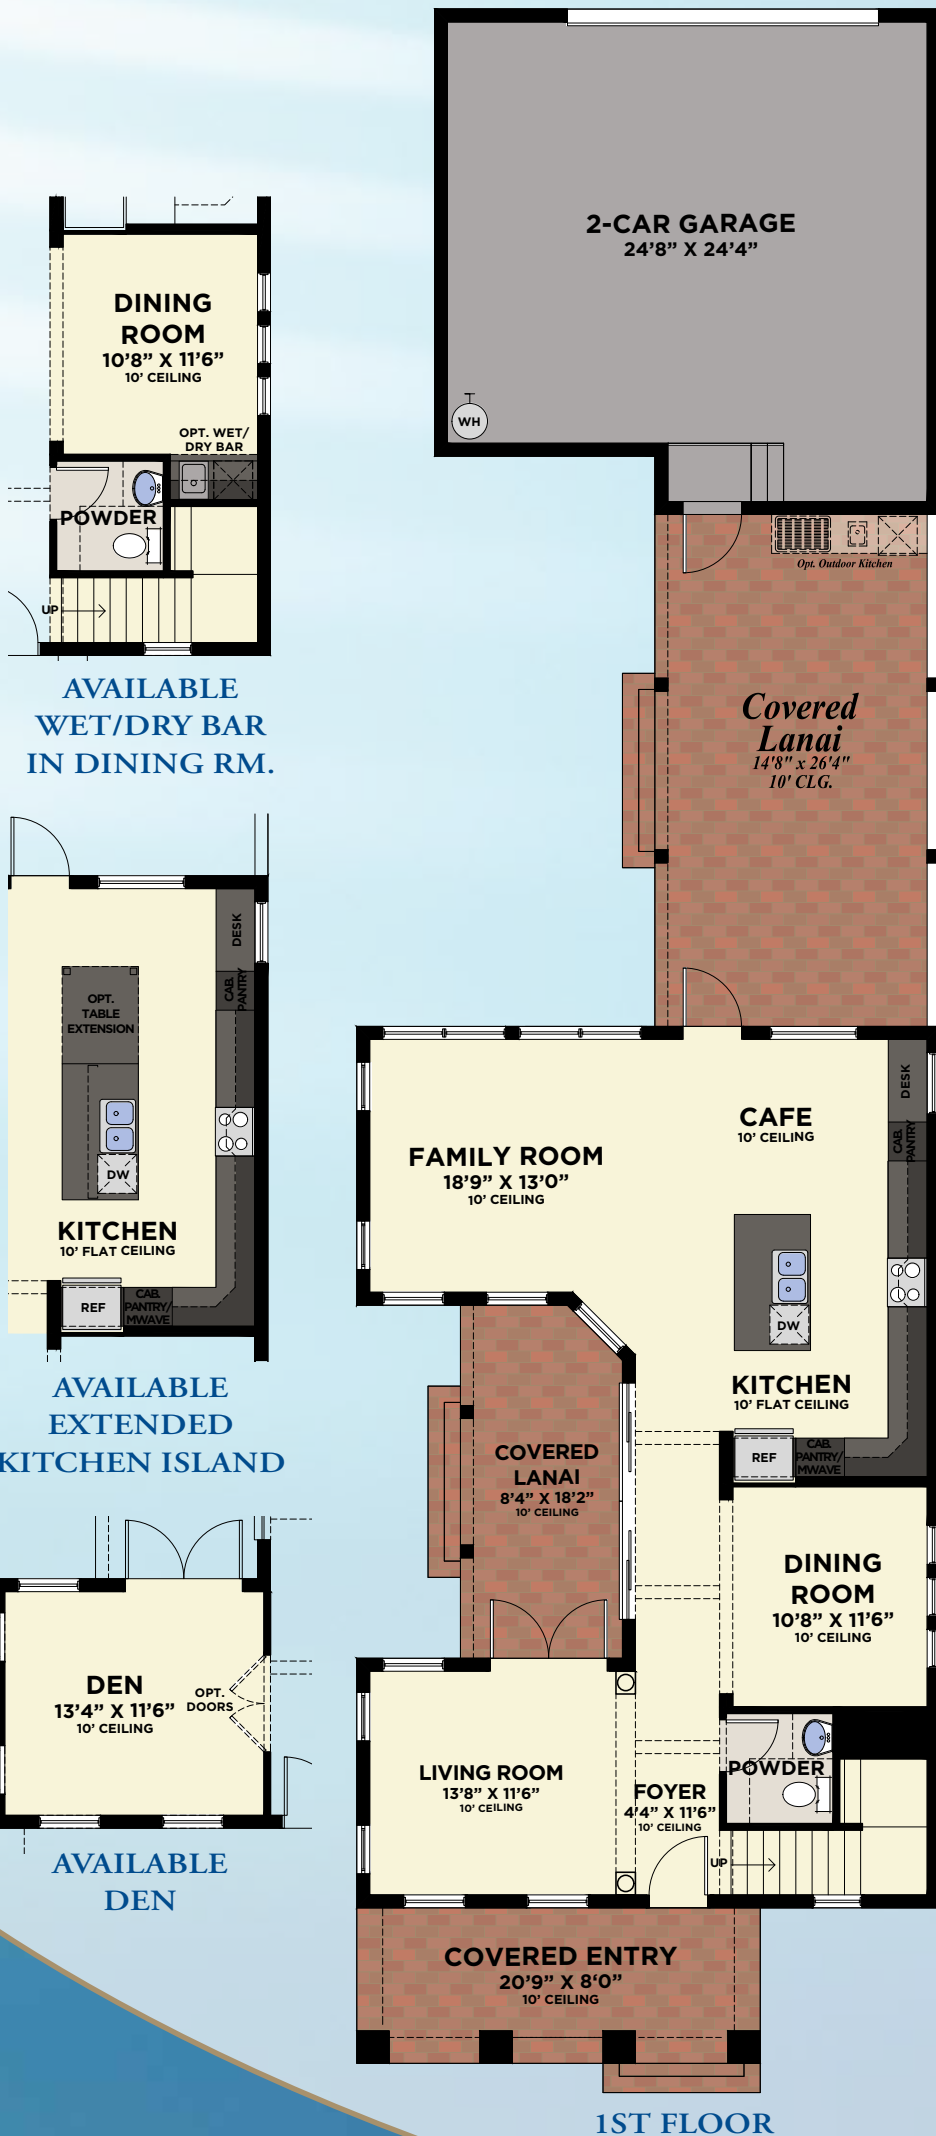 2-CAR GARAGE
24'8" X 24'4"
WH
Opt. Outdoor Kitchen
Covered
Lanai
14'8" x 26'4"
10' CLG.
DINING
ROOM
10'8" X 11'6"
10' CEILING
OPT. WET/
DRY BAR
POWDER
UP
AVAILABLE
WET/DRY BAR
IN DINING RM.
DESK
CAB.
PANTRY
OPT.
TABLE
EXTENSION
DW
KITCHEN
10' FLAT CEILING
REF
CAB.
PANTRY/
MWAVE
AVAILABLE
EXTENDED
KITCHEN ISLAND
DEN
13'4" X 11'6"
10' CEILING
OPT.
DOORS
AVAILABLE
DEN
FAMILY ROOM
18'9" X 13'0"
10' CEILING
CAFE
10' CEILING
DESK
CAB.
PANTRY
DW
KITCHEN
10' FLAT CEILING
REF
CAB.
PANTRY/
MWAVE
COVERED
LANAI
8'4" X 18'2"
10' CEILING
DINING
ROOM
10'8" X 11'6"
10' CEILING
LIVING ROOM
13'8" X 11'6"
10' CEILING
FOYER
4'4" X 11'6"
10' CEILING
POWDER
UP
COVERED ENTRY
20'9" X 8'0"
10' CEILING
1ST FLOOR